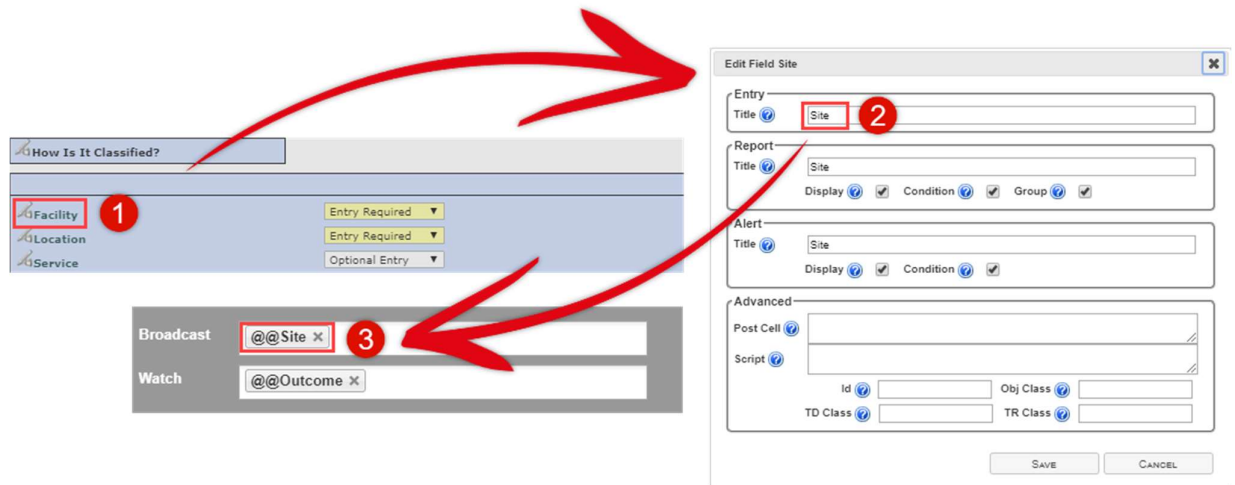 How Is It Classified?
Facility
1
Entry Required ▼
Location
Entry Required ▼
Service
Optional Entry ▼
Broadcast
@@Site ×
3
Watch
@@Outcome ×
Edit Field Site
Entry
Title
Site
2
Report
Title
Site
Display
Condition
Group
Alert
Title
Site
Display
Condition
Advanced
Post Cell
Script
Id
Obj Class
TD Class
TR Class
SAVE
CANCEL